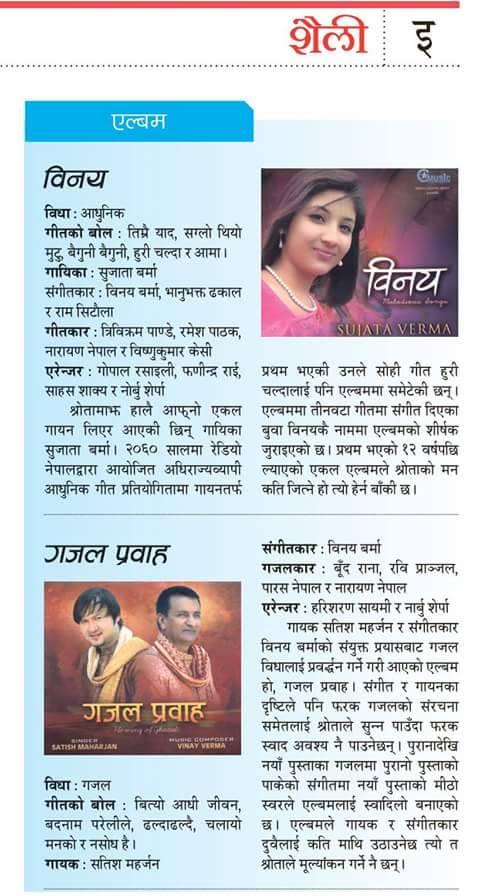 शैली इ
एल्बम
विनय
विधा : आधुनिक
गीतको बोल : तिम्रै याद, सग्लो थियो
मुटु, बैगुनी बैगुनी, हुरी चल्दा र आमा।
गायिका : सुजाता बर्मा
संगीतकार : विनय बर्मा, भानुभक्त ढकाल
र राम सिटौला
गीतकार : त्रिविक्रम पाण्डे, रमेश पाठक,
नारायण नेपाल र विष्णुकुमार केसी
एरेन्जर : गोपाल रसाइली, फणीन्द्र राई,
साहस शाक्य र नोर्बु शेर्पा
श्रोतामाझ हालै आफ्नो एकल
गायन लिएर आएकी छिन् गायिका
सुजाता बर्मा। २०६० सालमा रेडियो
नेपालद्वारा आयोजित अधिराज्यव्यापी
आधुनिक गीत प्रतियोगितामा गायनतर्फ
Music
विनय
Melodious Songs
SUJATA VERMA
प्रथम भएकी उनले सोही गीत हुरी
चल्दालाई पनि एल्बममा समेटेकी छन्।
एल्बममा तीनवटा गीतमा संगीत दिएका
बुवा विनयकै नाममा एल्बमको शीर्षक
जुराइएको छ। प्रथम भएको १२ वर्षपछि
ल्याएको एकल एल्बमले श्रोताको मन
कति जित्ने हो त्यो हेर्न बाँकी छ।
गजल प्रवाह
गजल प्रवाह
Flowing of Ghazals
SINGER
SATISH MAHARJAN
MUSIC COMPOSER
VINAY VERMA
विधा : गजल
गीतको बोल : बित्यो आधी जीवन,
बदनाम परेलीले, ढल्दाढल्दै, चलायो
मनको र नसोध है।
गायक : सतिश महर्जन
संगीतकार : विनय बर्मा
गजलकार : बूँद राना, रवि प्राञ्जल,
पारस नेपाल र नारायण नेपाल
एरेन्जर : हरिशरण सायमी र नार्बु शेर्पा
गायक सतिश महर्जन र संगीतकार
विनय बर्माको संयुक्त प्रयासबाट गजल
विधालाई प्रवर्द्धन गर्ने गरी आएको एल्बम
हो, गजल प्रवाह। संगीत र गायनका
दृष्टिले पनि फरक गजलको संरचना
समेतलाई श्रोताले सुन्न पाउँदा फरक
स्वाद अवश्य नै पाउनेछन्। पुरानादेखि
नयाँ पुस्ताका गजलमा पुरानो पुस्ताको
पाकेको संगीतमा नयाँ पुस्ताको मीठो
स्वरले एल्बमलाई स्वादिलो बनाएको
छ। एल्बमले गायक र संगीतकार
दुवैलाई कति माथि उठाउनेछ त्यो त
श्रोताले मूल्यांकन गर्ने नै छन्।